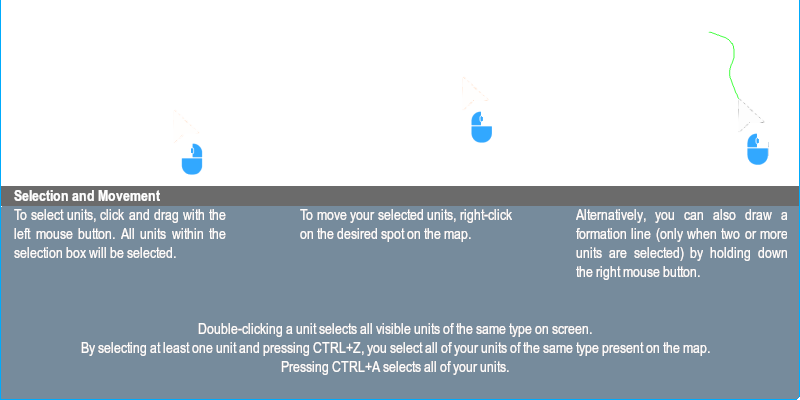 Selection and Movement
To select units, click and drag with the
left mouse button. All units within the
selection box will be selected.
To move your selected units, right-click
on the desired spot on the map.
Alternatively, you can also draw a
formation line (only when two or more
units are selected) by holding down
the right mouse button.
Double-clicking a unit selects all visible units of the same type on screen.
By selecting at least one unit and pressing CTRL+Z, you select all of your units of the same type present on the map.
Pressing CTRL+A selects all of your units.